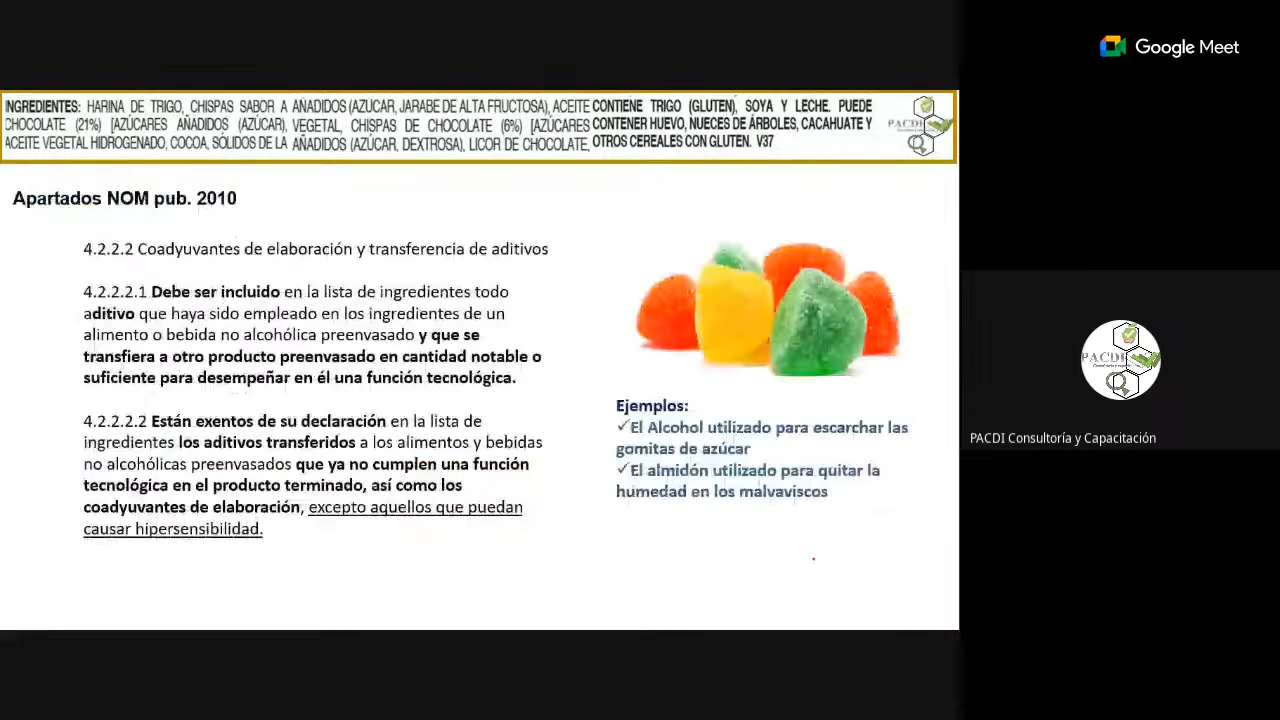 Google Meet
INGREDIENTES: HARINA DE TRIGO, CHISPAS SABOR A
CHOCOLATE (21%) [AZÚCARES AÑADIDOS (AZÚCAR),
ACEITE VEGETAL HIDROGENADO, COCOA, SÓLIDOS DE LA
AÑADIDOS (AZÚCAR, JARABE DE ALTA FRUCTOSA), ACEITE
VEGETAL, CHISPAS DE CHOCOLATE (6%) [AZÚCARES
AÑADIDOS (AZÚCAR, DEXTROSA), LICOR DE CHOCOLATE,
CONTIENE TRIGO (GLUTEN), SOYA Y LECHE. PUEDE
CONTENER HUEVO, NUECES DE ÁRBOLES, CACAHUATE Y
OTROS CEREALES CON GLUTEN. V37
PACDI
Apartados NOM pub. 2010
4.2.2.2 Coadyuvantes de elaboración y transferencia de aditivos
4.2.2.2.1 Debe ser incluido en la lista de ingredientes todo
aditivo que haya sido empleado en los ingredientes de un
alimento o bebida no alcohólica preenvasado y que se
transfiera a otro producto preenvasado en cantidad notable o
suficiente para desempeñar en él una función tecnológica.
4.2.2.2.2 Están exentos de su declaración en la lista de
ingredientes los aditivos transferidos a los alimentos y bebidas
no alcohólicas preenvasados que ya no cumplen una función
tecnológica en el producto terminado, así como los
coadyuvantes de elaboración, excepto aquellos que puedan
causar hipersensibilidad.
Ejemplos:
✓El Alcohol utilizado para escarchar las
gomitas de azúcar
✓El almidón utilizado para quitar la
humedad en los malvaviscos
PACDI
PACDI Consultoría y Capacitación